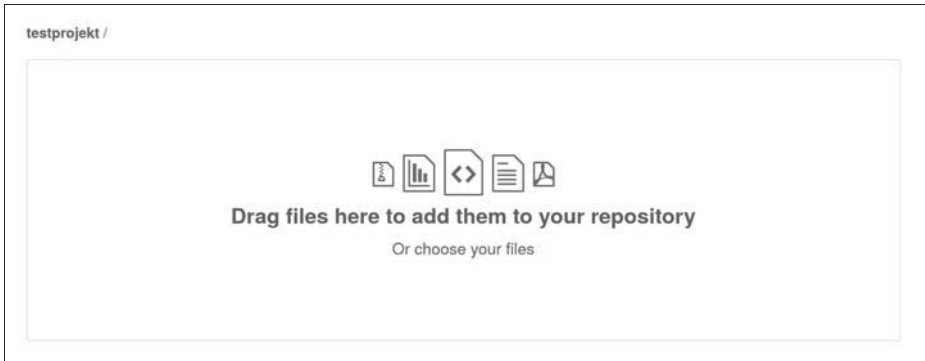 testprojekt /
Drag files here to add them to your repository
Or choose your files